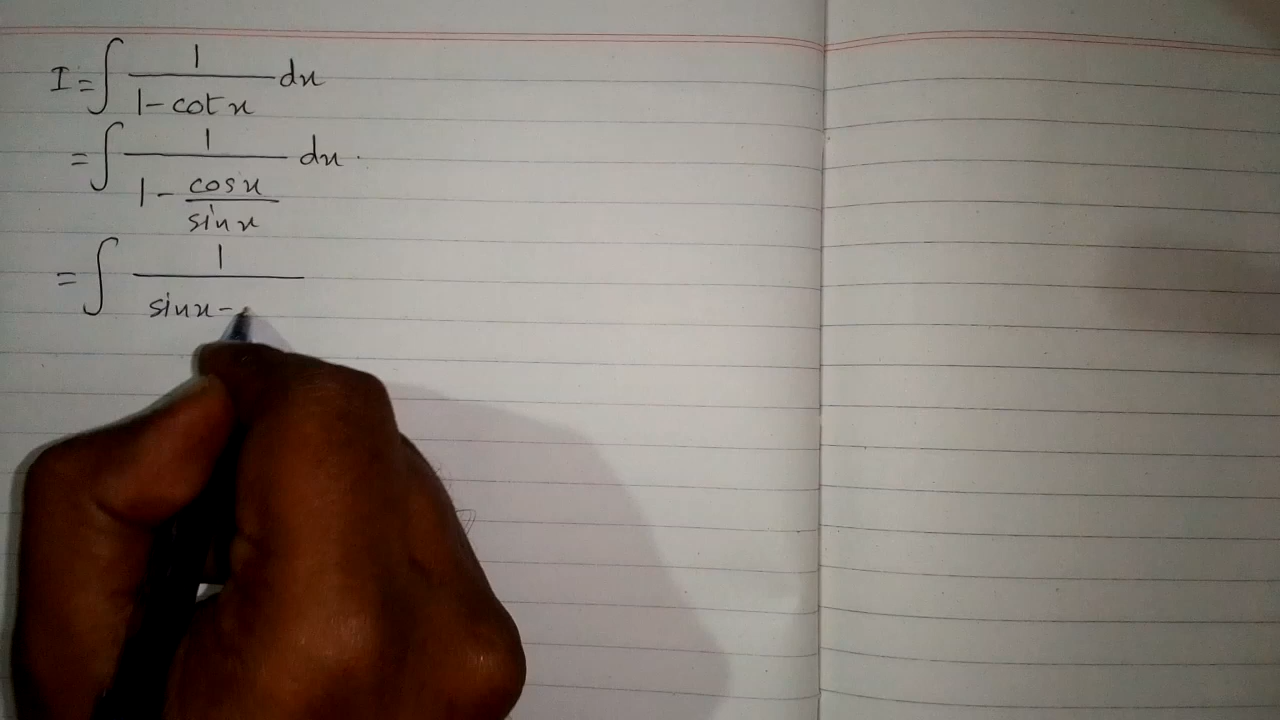 I = ∫ 1/(1 - cot x) dx
= ∫ 1/(1 - cos x/sin x) dx.
= ∫ 1/(sin x -